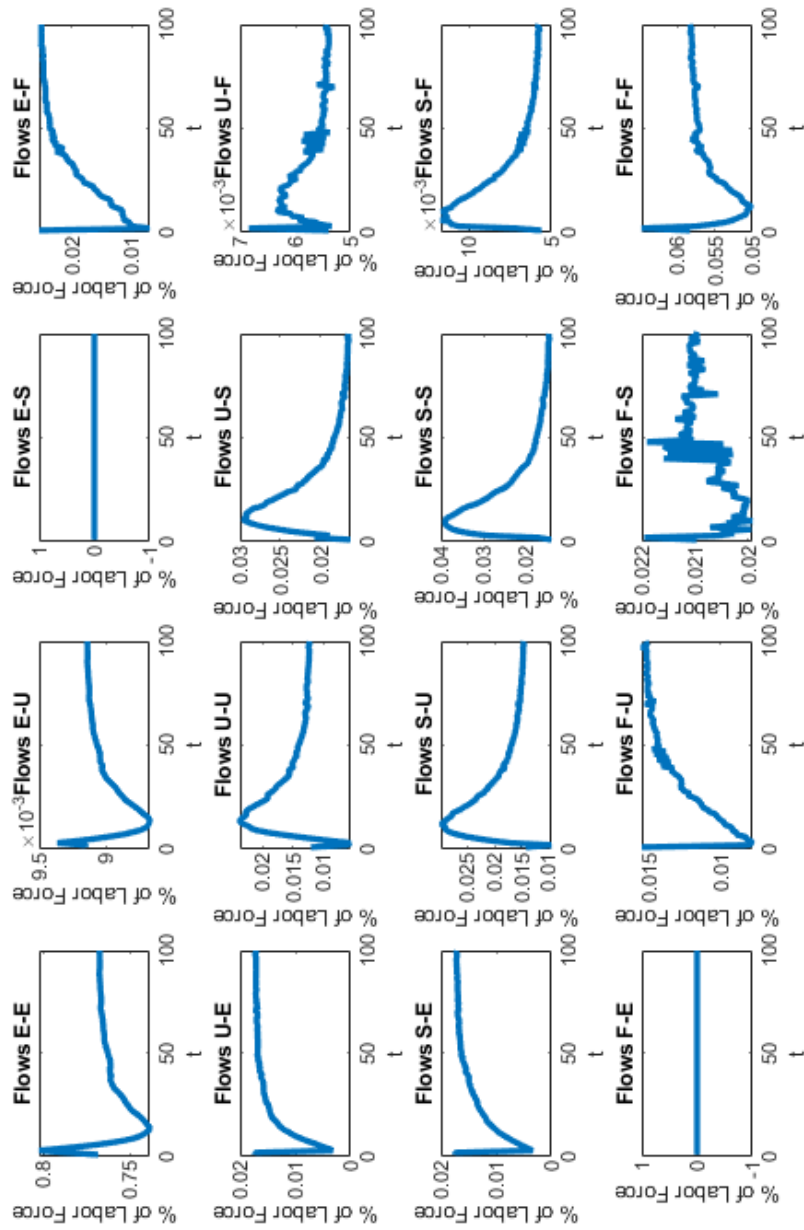 Flows E-E
% of Labor Force
0.8
0.75
0
50
100
t
×10⁻³ Flows E-U
% of Labor Force
9.5
9
0
50
100
t
Flows E-S
% of Labor Force
1
0
-1
0
50
100
t
Flows E-F
% of Labor Force
0.02
0.01
0
50
100
t
Flows U-E
% of Labor Force
0.02
0.01
0
0
50
100
t
Flows U-U
% of Labor Force
0.02
0.015
0.01
0
50
100
t
Flows U-S
% of Labor Force
0.03
0.025
0.02
0
50
100
t
×10⁻³ Flows U-F
% of Labor Force
7
6
5
0
50
100
t
Flows S-E
% of Labor Force
0.02
0.01
0
0
50
100
t
Flows S-U
% of Labor Force
0.025
0.02
0.015
0.01
0
50
100
t
Flows S-S
% of Labor Force
0.04
0.03
0.02
0
50
100
t
×10⁻³ Flows S-F
% of Labor Force
10
5
0
50
100
t
Flows F-E
% of Labor Force
1
0
-1
0
50
100
t
Flows F-U
% of Labor Force
0.015
0.01
0
50
100
t
Flows F-S
% of Labor Force
0.022
0.021
0.02
0
50
100
t
Flows F-F
% of Labor Force
0.06
0.055
0.05
0
50
100
t